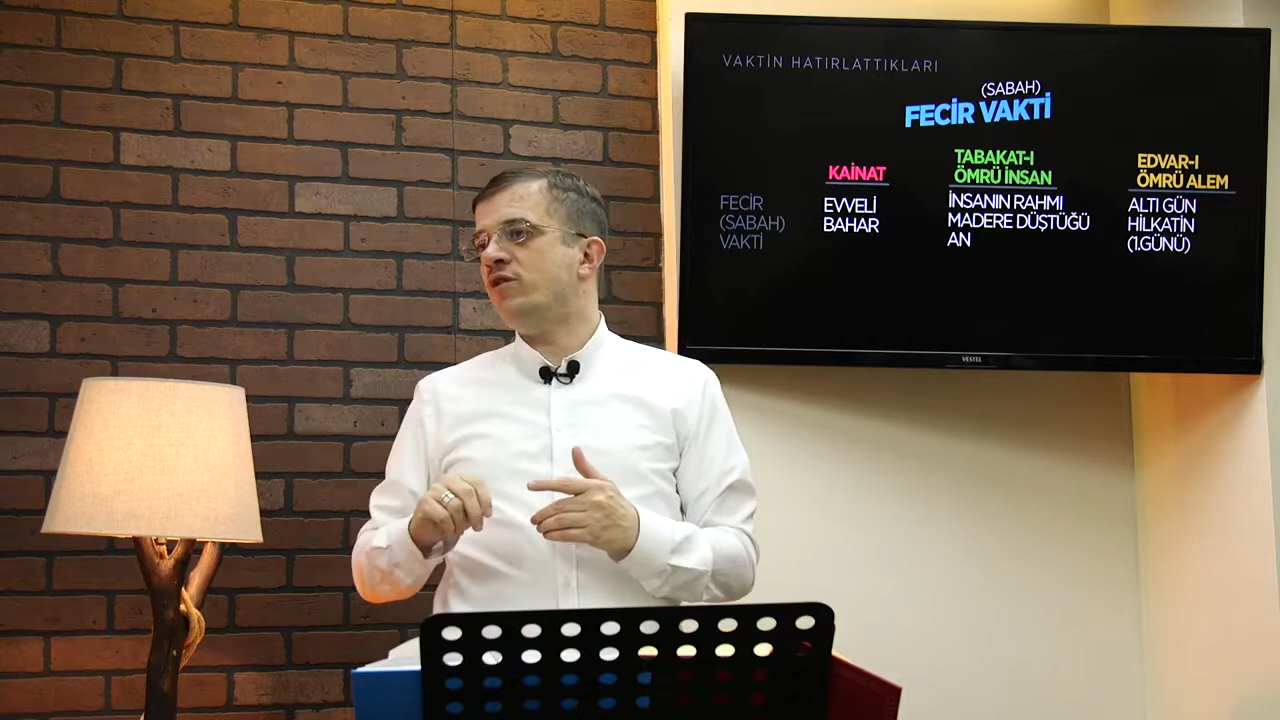 VAKTİN HATIRLATTIKLARI
(SABAH)
FECİR VAKTİ
KAİNAT
TABAKAT-I
ÖMRÜ İNSAN
EDVAR-I
ÖMRÜ ALEM
FECİR
(SABAH)
VAKTİ
EVVELİ
BAHAR
İNSANIN RAHMI
MADERE DÜŞTÜĞÜ
AN
ALTI GÜN
HİLKATİN
(1.GÜNÜ)
VESTEL